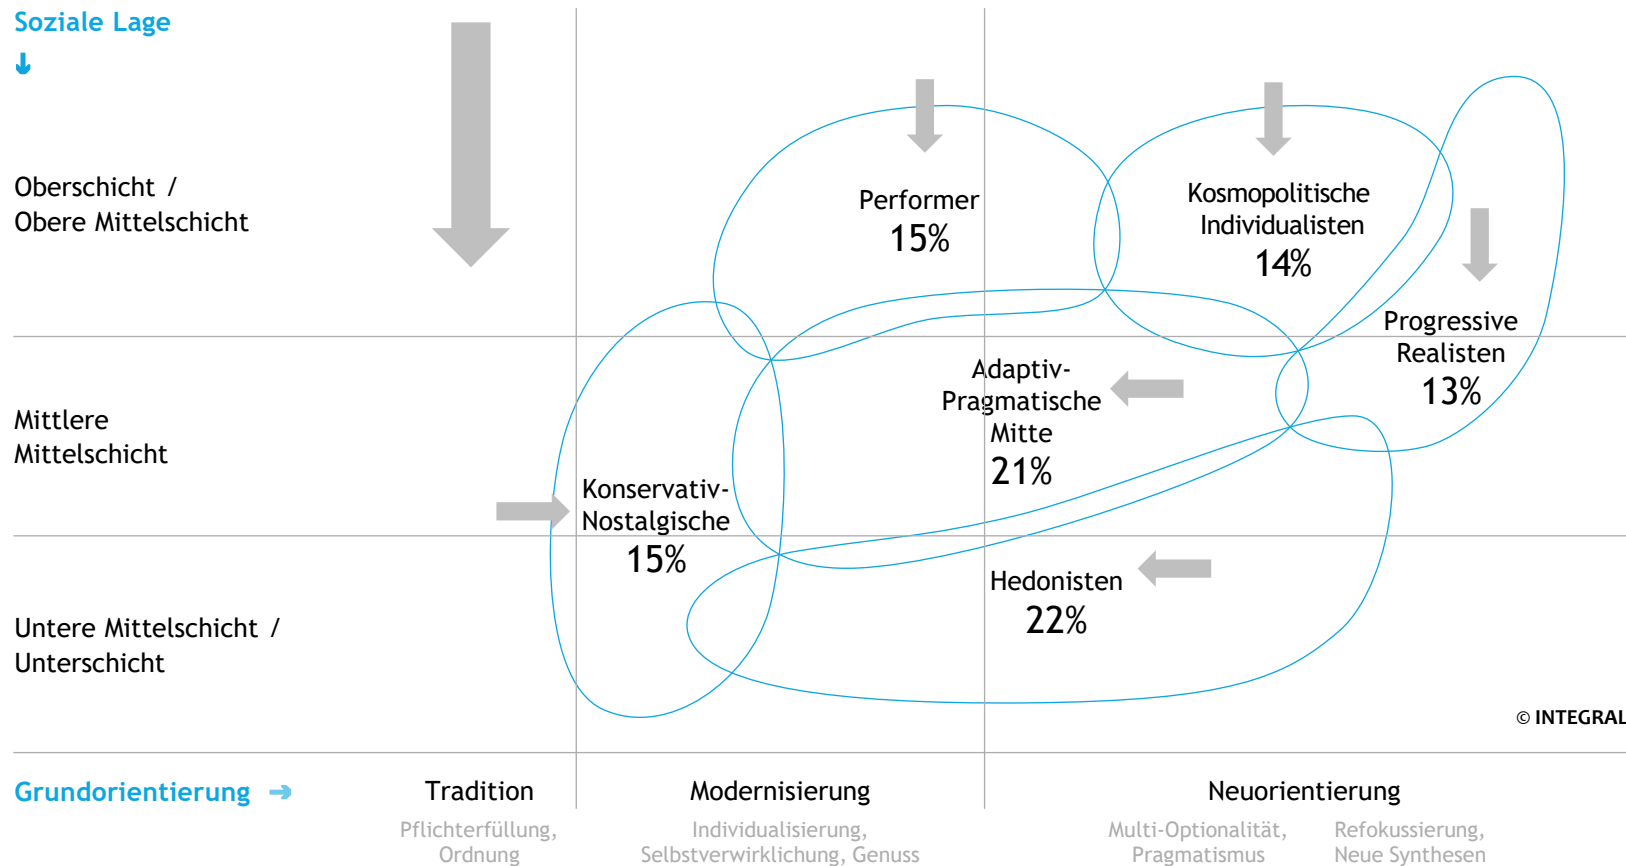 Soziale Lage
Oberschicht /
Obere Mittelschicht
Performer
15%
Kosmopolitische
Individualisten
14%
Progressive
Realisten
13%
Mittlere
Mittelschicht
Adaptiv-
Pragmatische
Mitte
21%
Konservativ-
Nostalgische
15%
Hedonisten
22%
Untere Mittelschicht /
Unterschicht
© INTEGRAL
Grundorientierung
Tradition
Pflichterfüllung,
Ordnung
Modernisierung
Individualisierung,
Selbstverwirklichung, Genuss
Neuorientierung
Multi-Optionalität,
Pragmatismus
Refokussierung,
Neue Synthesen